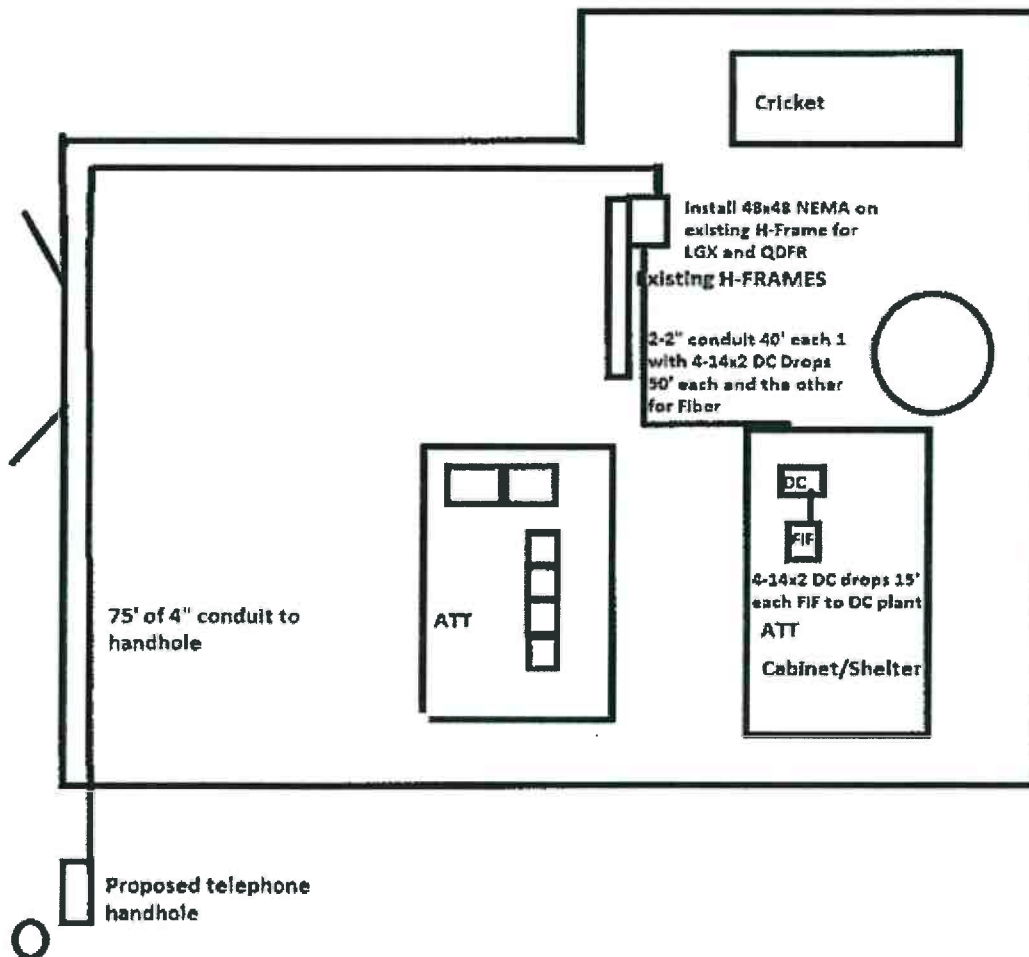 Cricket
Install 48x48 NEMA on
existing H-Frame for
LGX and QDFR
Existing H-FRAMES
2-2" conduit 40' each 1
with 4-14x2 DC Drops
50' each and the other
for Fiber
DC
FIF
4-14x2 DC drops 15'
each FIF to DC plant
ATT
Cabinet/Shelter
ATT
75' of 4" conduit to
handhole
Proposed telephone
handhole